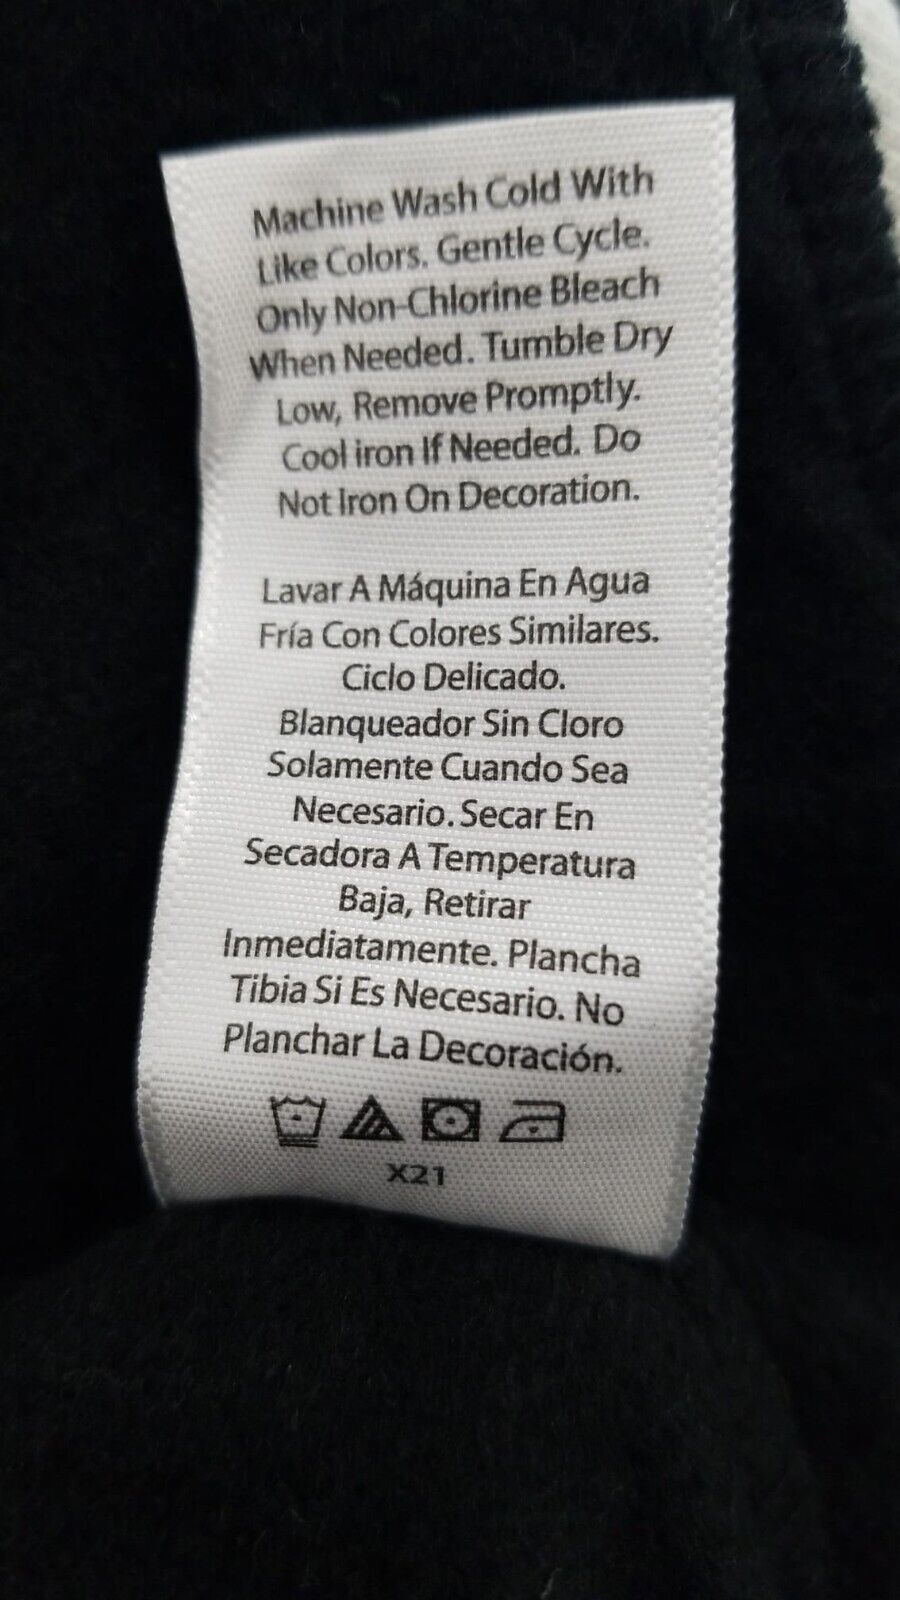 Machine Wash Cold With
Like Colors. Gentle Cycle.
Only Non-Chlorine Bleach
When Needed. Tumble Dry
Low, Remove Promptly.
Cool iron If Needed. Do
Not Iron On Decoration.
Lavar A Máquina En Agua
Fría Con Colores Similares.
Ciclo Delicado.
Blanqueador Sin Cloro
Solamente Cuando Sea
Necesario. Secar En
Secadora A Temperatura
Baja, Retirar
Inmediatamente. Plancha
Tibia Si Es Necesario. No
Planchar La Decoración.
X21